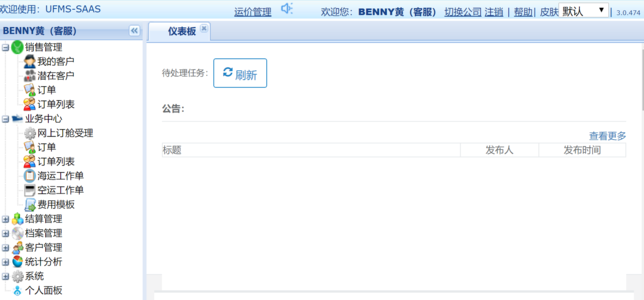 欢迎使用：UFMS-SAAS
运价管理 欢迎您：BENNY黄（客服） 切换公司 注销 | 帮助 | 皮肤 默认 | 3.0.474
BENNY黄（客服）
仪表板
销售管理
我的客户
潜在客户
订单
订单列表
业务中心
网上订舱受理
订单
订单列表
海运工作单
空运工作单
费用模板
结算管理
档案管理
客户管理
统计分析
系统
个人面板
待处理任务： 刷新
公告：
查看更多
标题 发布人 发布时间